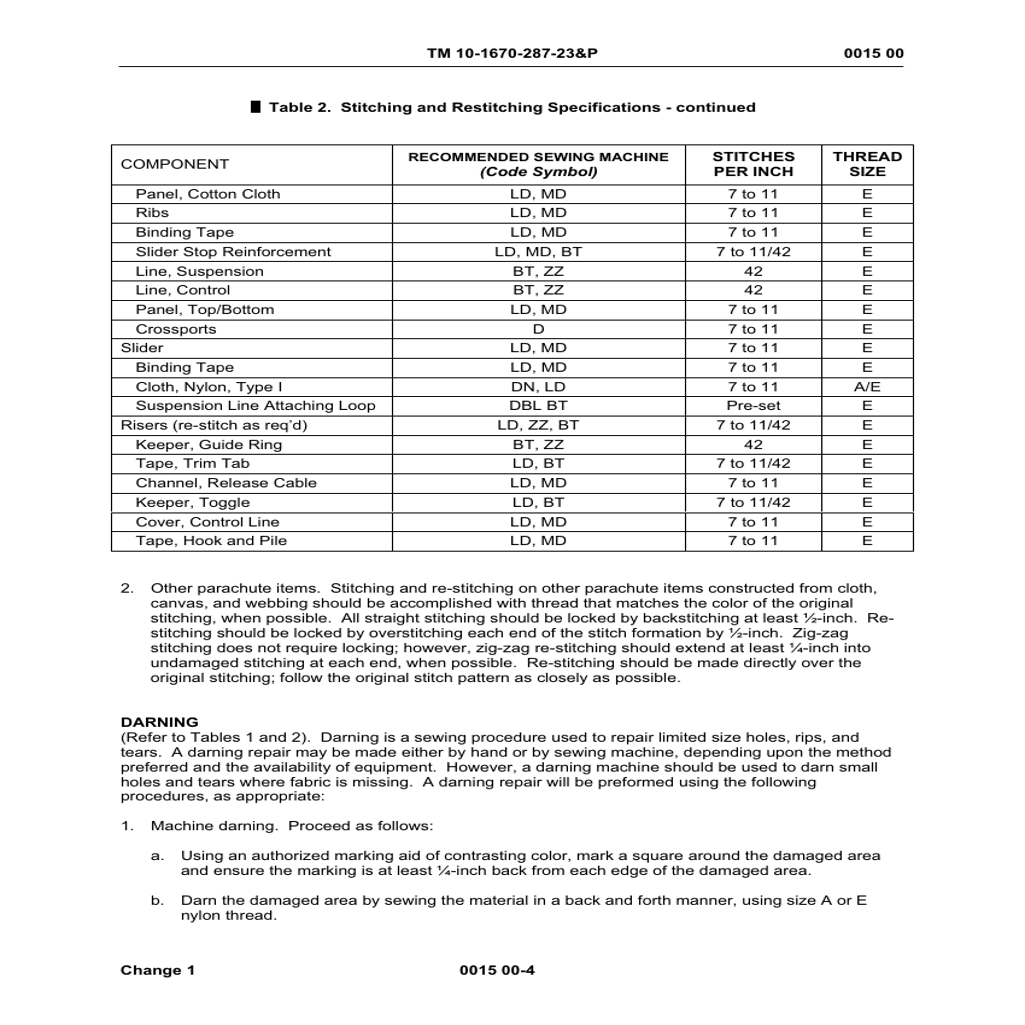 TM 10-1670-287-23&P 0015 00
Table 2. Stitching and Restitching Specifications - continued
COMPONENT RECOMMENDED SEWING MACHINE (Code Symbol) STITCHES PER INCH THREAD SIZE
Panel, Cotton Cloth LD, MD 7 to 11 E
Ribs LD, MD 7 to 11 E
Binding Tape LD, MD 7 to 11 E
Slider Stop Reinforcement LD, MD, BT 7 to 11/42 E
Line, Suspension BT, ZZ 42 E
Line, Control BT, ZZ 42 E
Panel, Top/Bottom LD, MD 7 to 11 E
Crossports D 7 to 11 E
Slider LD, MD 7 to 11 E
Binding Tape LD, MD 7 to 11 E
Cloth, Nylon, Type I DN, LD 7 to 11 A/E
Suspension Line Attaching Loop DBL BT Pre-set E
Risers (re-stitch as req'd) LD, ZZ, BT 7 to 11/42 E
Keeper, Guide Ring BT, ZZ 42 E
Tape, Trim Tab LD, BT 7 to 11/42 E
Channel, Release Cable LD, MD 7 to 11 E
Keeper, Toggle LD, BT 7 to 11/42 E
Cover, Control Line LD, MD 7 to 11 E
Tape, Hook and Pile LD, MD 7 to 11 E
2. Other parachute items. Stitching and re-stitching on other parachute items constructed from cloth,
canvas, and webbing should be accomplished with thread that matches the color of the original
stitching, when possible. All straight stitching should be locked by backstitching at least ½-inch. Re-
stitching should be locked by overstitching each end of the stitch formation by ½-inch. Zig-zag
stitching does not require locking; however, zig-zag re-stitching should extend at least ¼-inch into
undamaged stitching at each end, when possible. Re-stitching should be made directly over the
original stitching; follow the original stitch pattern as closely as possible.
DARNING
(Refer to Tables 1 and 2). Darning is a sewing procedure used to repair limited size holes, rips, and
tears. A darning repair may be made either by hand or by sewing machine, depending upon the method
preferred and the availability of equipment. However, a darning machine should be used to darn small
holes and tears where fabric is missing. A darning repair will be preformed using the following
procedures, as appropriate:
1. Machine darning. Proceed as follows:
a. Using an authorized marking aid of contrasting color, mark a square around the damaged area
and ensure the marking is at least ¼-inch back from each edge of the damaged area.
b. Darn the damaged area by sewing the material in a back and forth manner, using size A or E
nylon thread.
Change 1 0015 00-4